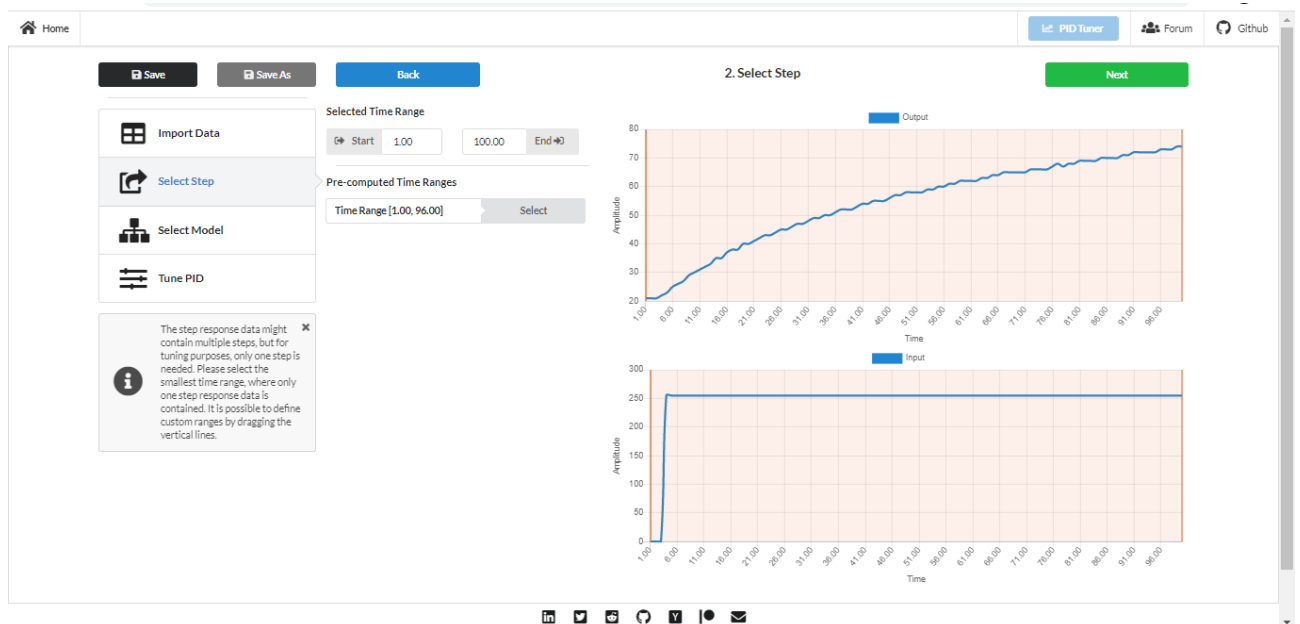 Home
PID Tuner
Forum
Github
Save
Save As
Back
2. Select Step
Next
Import Data
Select Step
Select Model
Tune PID
The step response data might
contain multiple steps, but for
tuning purposes, only one step is
needed. Please select the
smallest time range, where only
one step response data is
contained. It is possible to define
custom ranges by dragging the
vertical lines.
Selected Time Range
Start 1.00 100.00 End
Pre-computed Time Ranges
Time Range [1.00, 96.00] Select
Output
80
70
60
50
40
30
20
Amplitude
1.00 6.00 11.00 16.00 21.00 26.00 31.00 36.00 41.00 46.00 51.00 56.00 61.00 66.00 71.00 76.00 81.00 86.00 91.00 96.00
Time
Input
300
250
200
150
100
50
0
Amplitude
1.00 6.00 11.00 16.00 21.00 26.00 31.00 36.00 41.00 46.00 51.00 56.00 61.00 66.00 71.00 76.00 81.00 86.00 91.00 96.00
Time